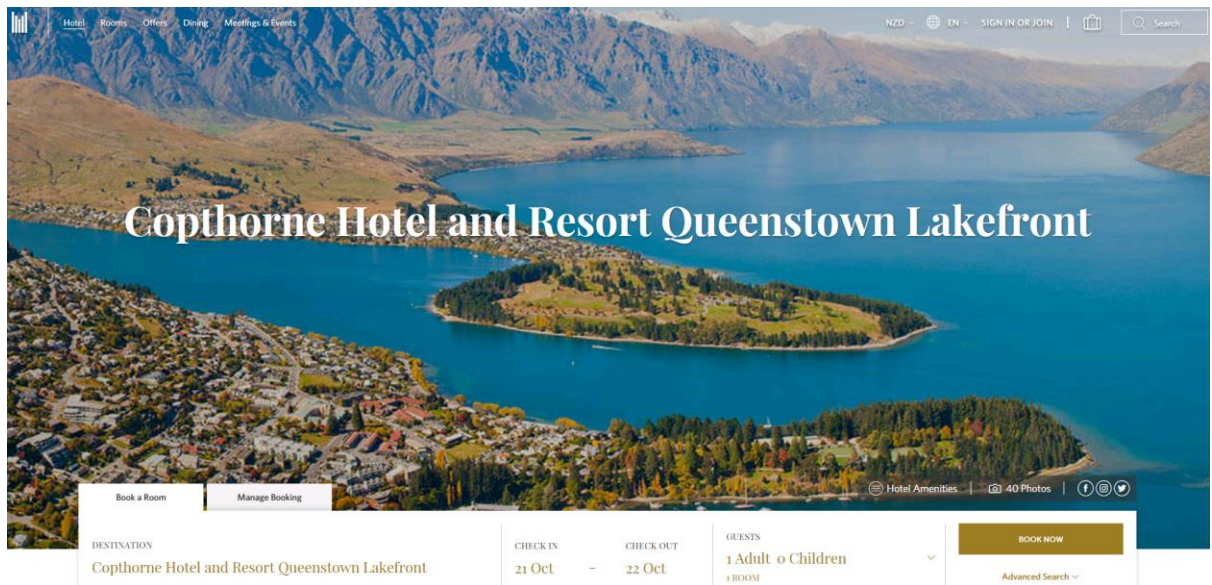 Hotel Rooms Offers Dining Meetings & Events NZD EN SIGN IN OR JOIN Search
Copthorne Hotel and Resort Queenstown Lakefront
Hotel Amenities 40 Photos
Book a Room Manage Booking
DESTINATION
Copthorne Hotel and Resort Queenstown Lakefront
CHECK IN
21 Oct
-
CHECK OUT
22 Oct
GUESTS
1 Adult 0 Children
1 ROOM
BOOK NOW
Advanced Search